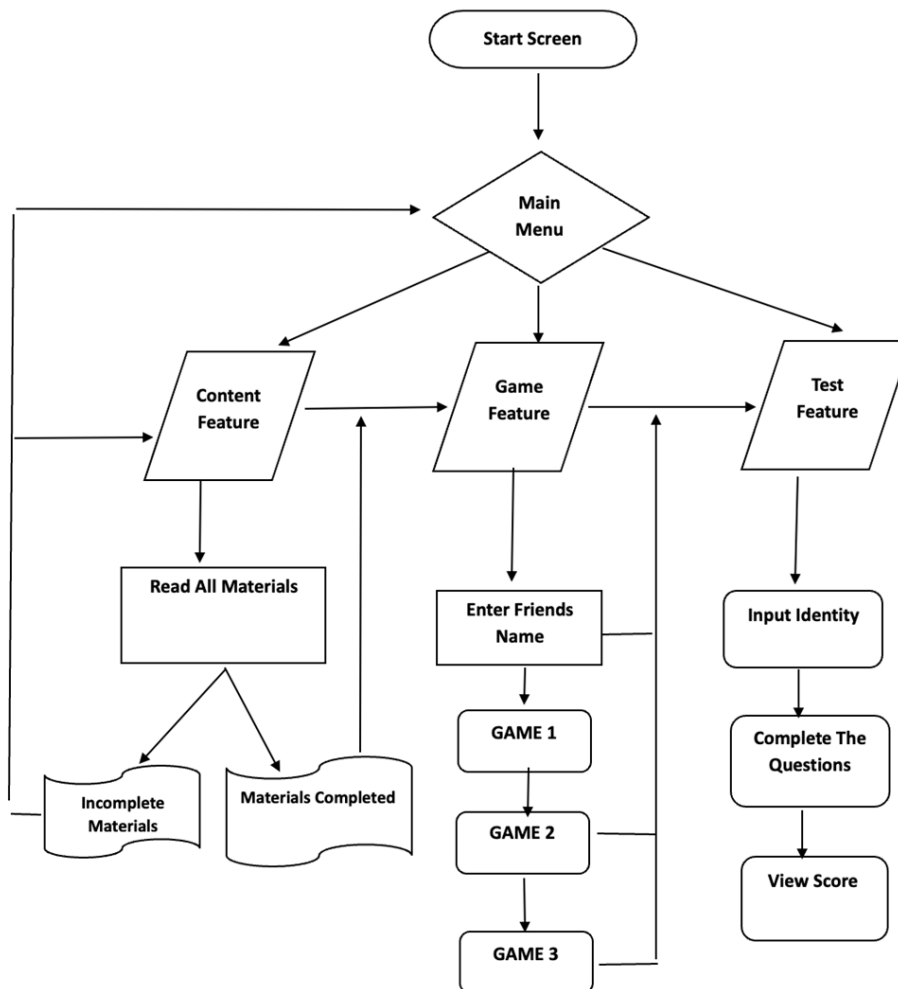 Start Screen
Main
Menu
Content
Feature
Game
Feature
Test
Feature
Read All Materials
Enter Friends
Name
Input Identity
GAME 1
Complete The
Questions
Incomplete
Materials
Materials Completed
GAME 2
View Score
GAME 3